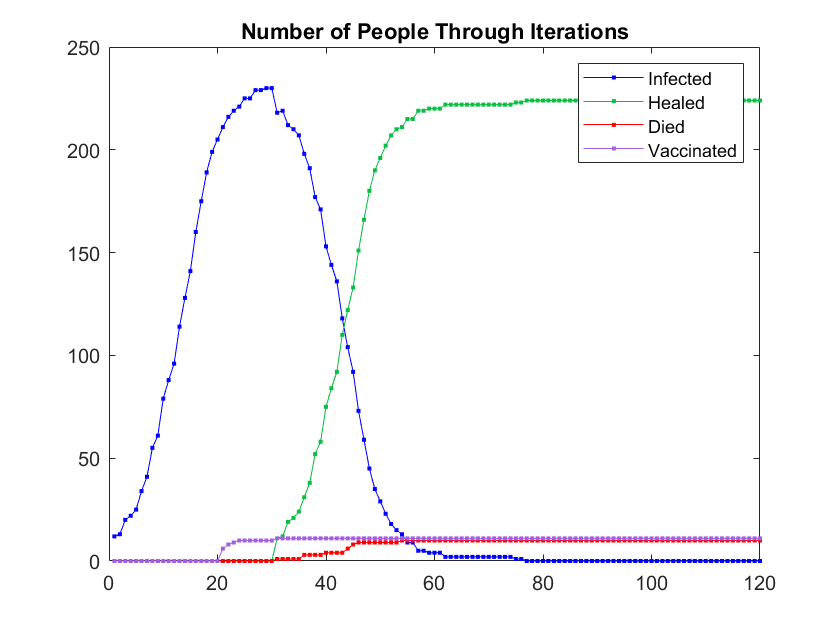 Number of People Through Iterations
250
200
150
100
50
0
Infected
Healed
Died
Vaccinated
0 20 40 60 80 100 120